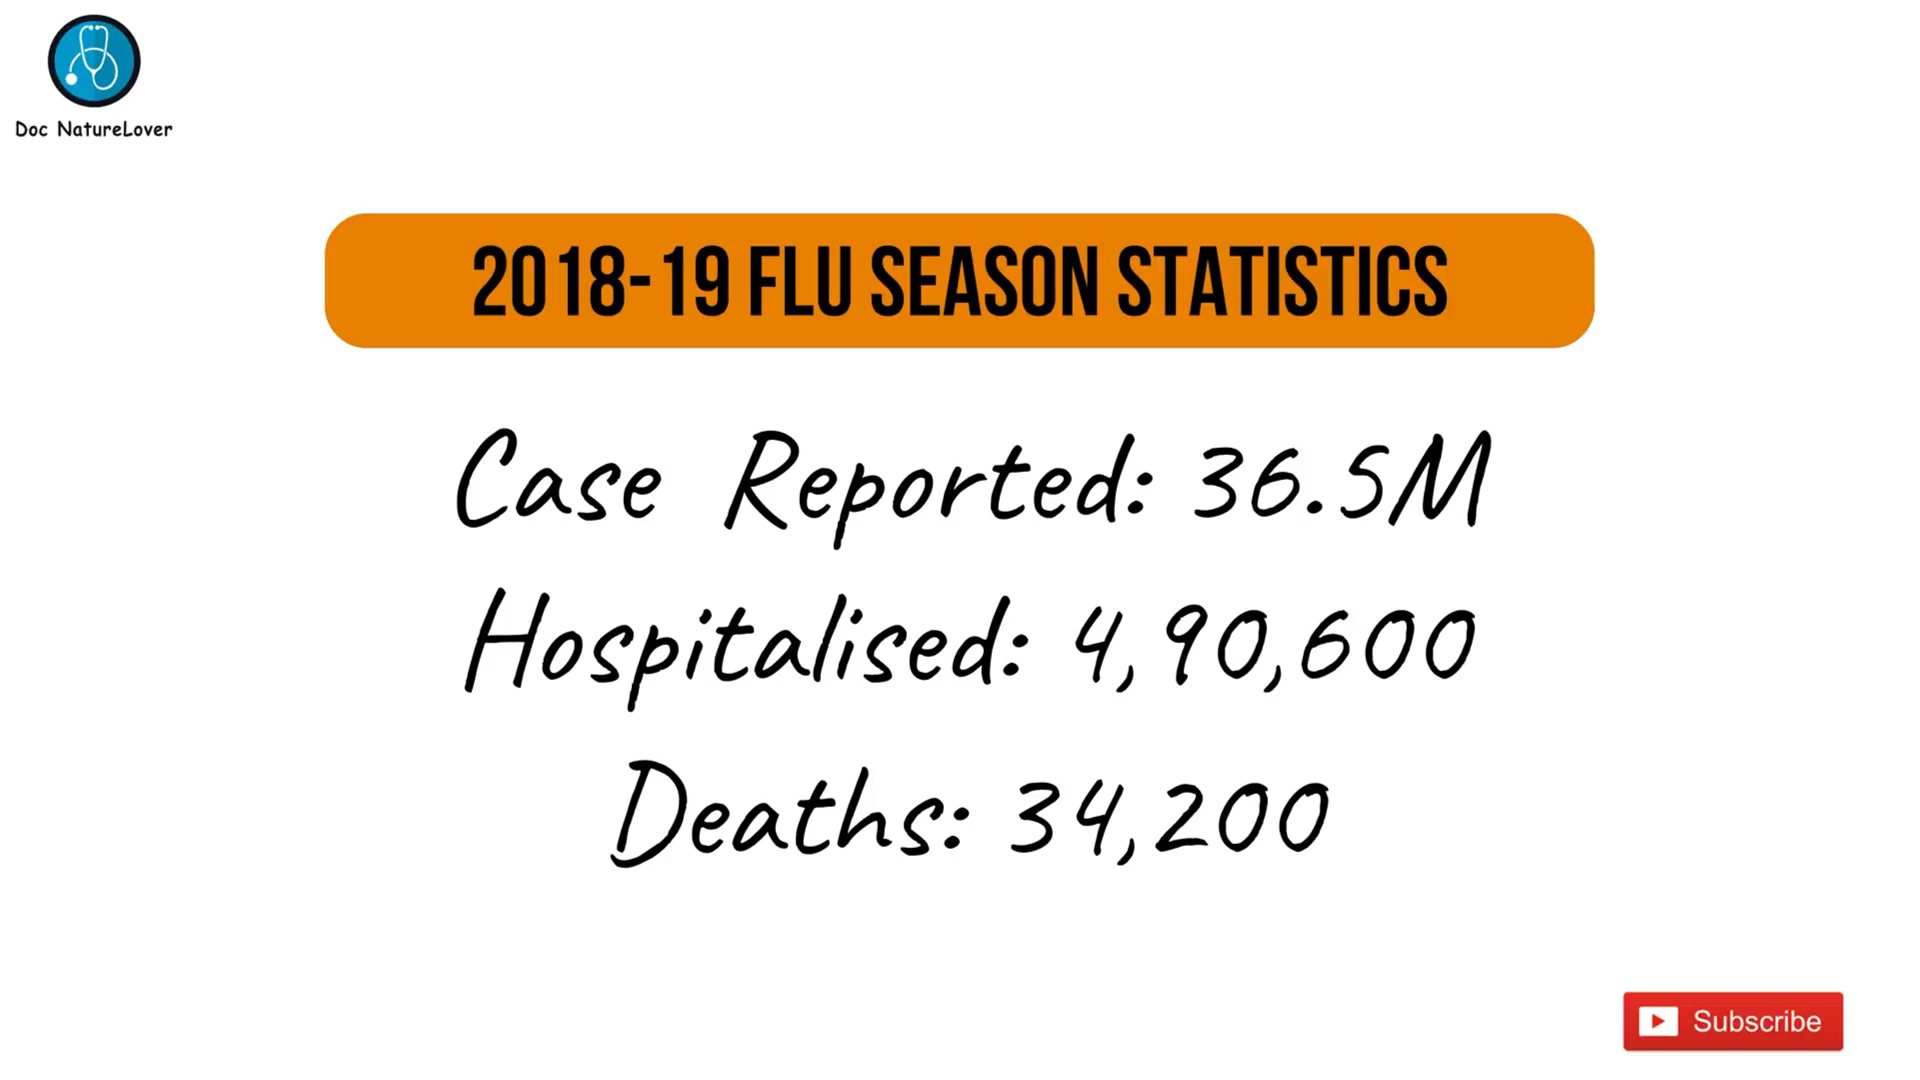 Doc NatureLover
2018-19 FLU SEASON STATISTICS
Case Reported: 36.5M
Hospitalised: 4,90,600
Deaths: 34,200
Subscribe